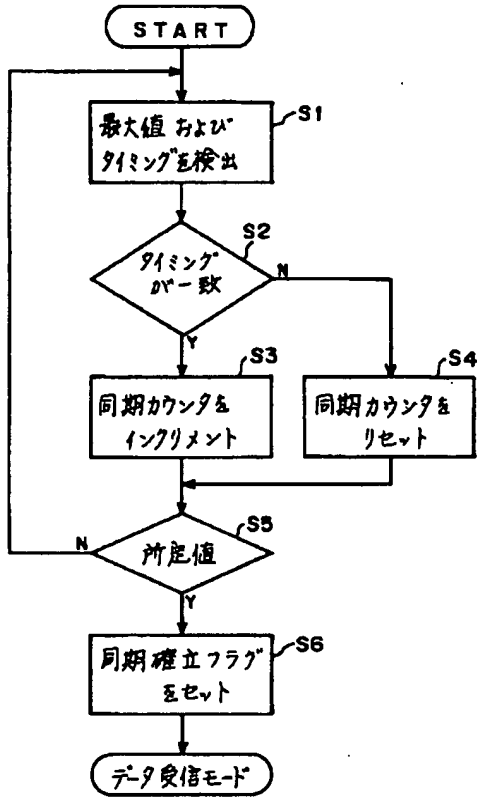 START
S1
最大値および
タイミングを検出
S2
タイミング
が一致
N
Y
S3
同期カウンタを
インクリメント
S4
同期カウンタを
リセット
S5
所定値
N
Y
S6
同期確立フラグ
をセット
データ受信モード